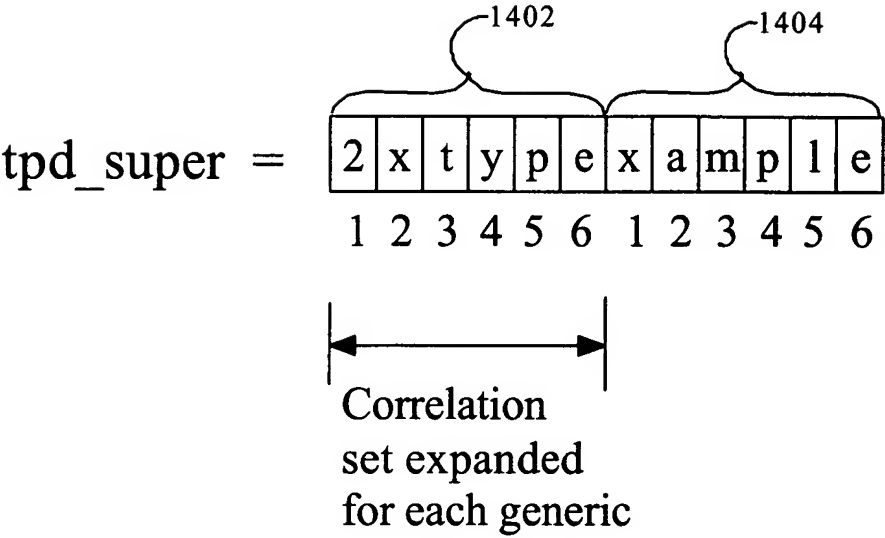 1402 1404
tpd_super = 2 x t y p e x a m p l e
1 2 3 4 5 6 1 2 3 4 5 6
Correlation
set expanded
for each generic